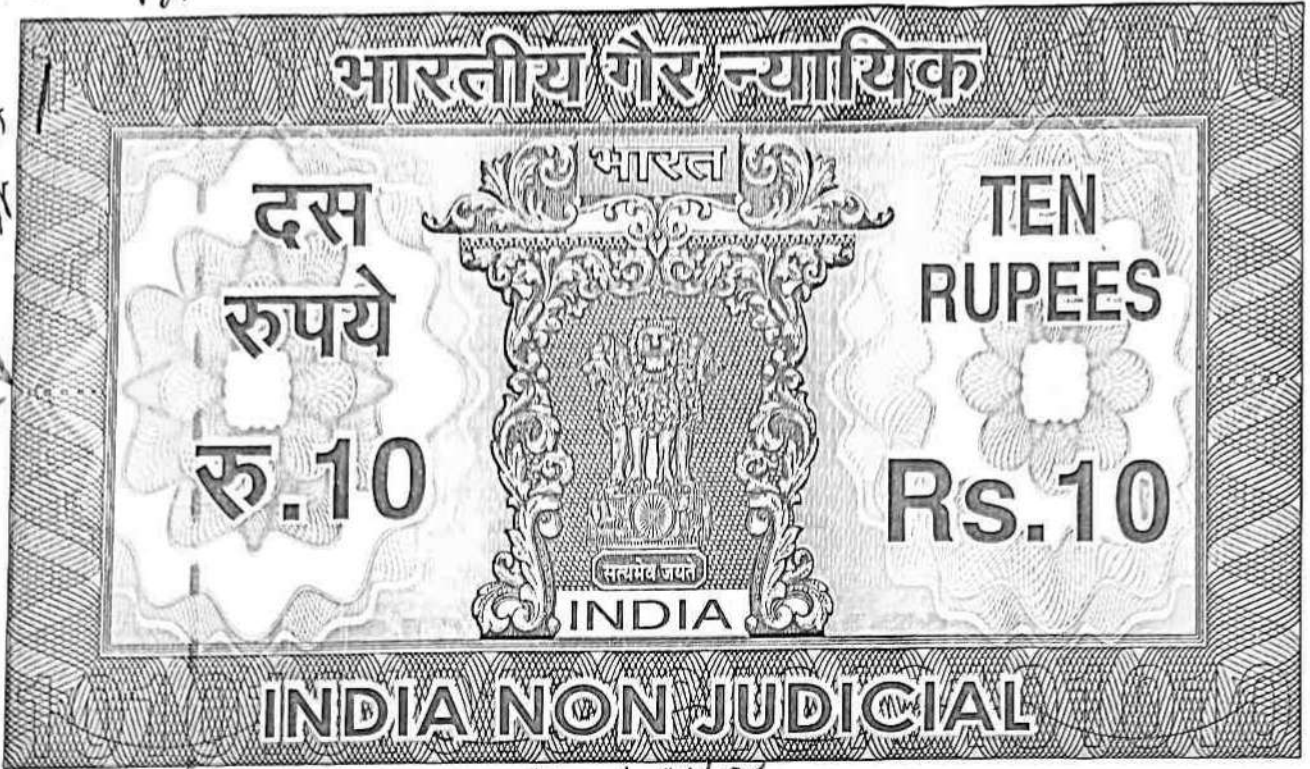 भारतीय गैर न्यायिक
भारत
दस
रुपये
रु.10
TEN
RUPEES
Rs.10
सत्यमेव जयते
INDIA
INDIA NON JUDICIAL